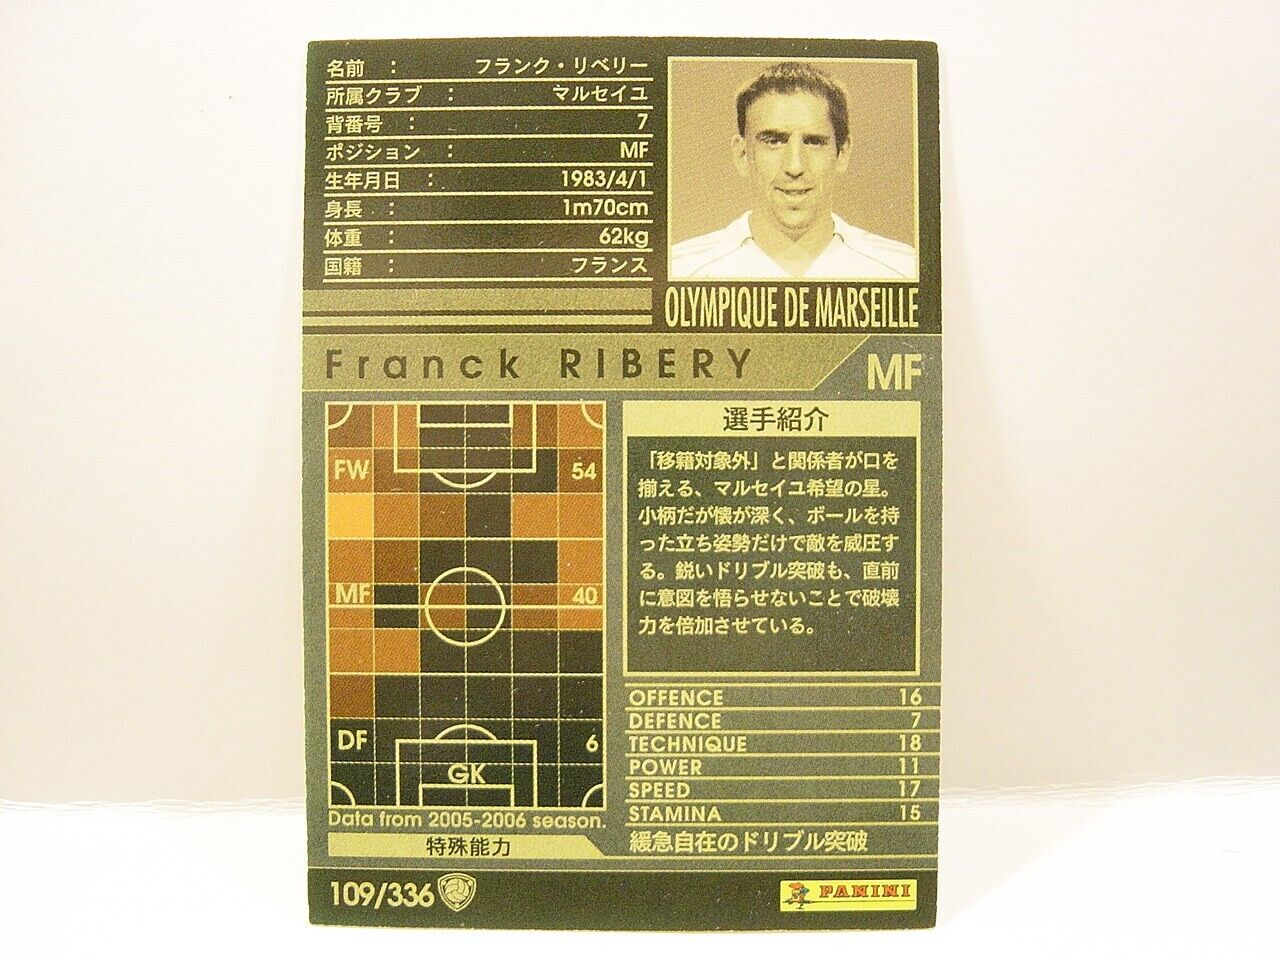 名前 : フランク・リベリー
所属クラブ : マルセイユ
背番号 : 7
ポジション : MF
生年月日 : 1983/4/1
身長 : 1m70cm
体重 : 62kg
国籍 : フランス
OLYMPIQUE DE MARSEILLE
Franck RIBERY
MF
FW 54
MF 40
DF 6
GK
Data from 2005-2006 season.
選手紹介
「移籍対象外」と関係者が口を
揃える、マルセイユ希望の星。
小柄だが懐が深く、ボールを持
った立ち姿勢だけで敵を威圧す
る。鋭いドリブル突破も、直前
に意図を悟らせないことで破壊
力を倍加させている。
OFFENCE 16
DEFENCE 7
TECHNIQUE 18
POWER 11
SPEED 17
STAMINA 15
特殊能力 緩急自在のドリブル突破
109/336
PANINI